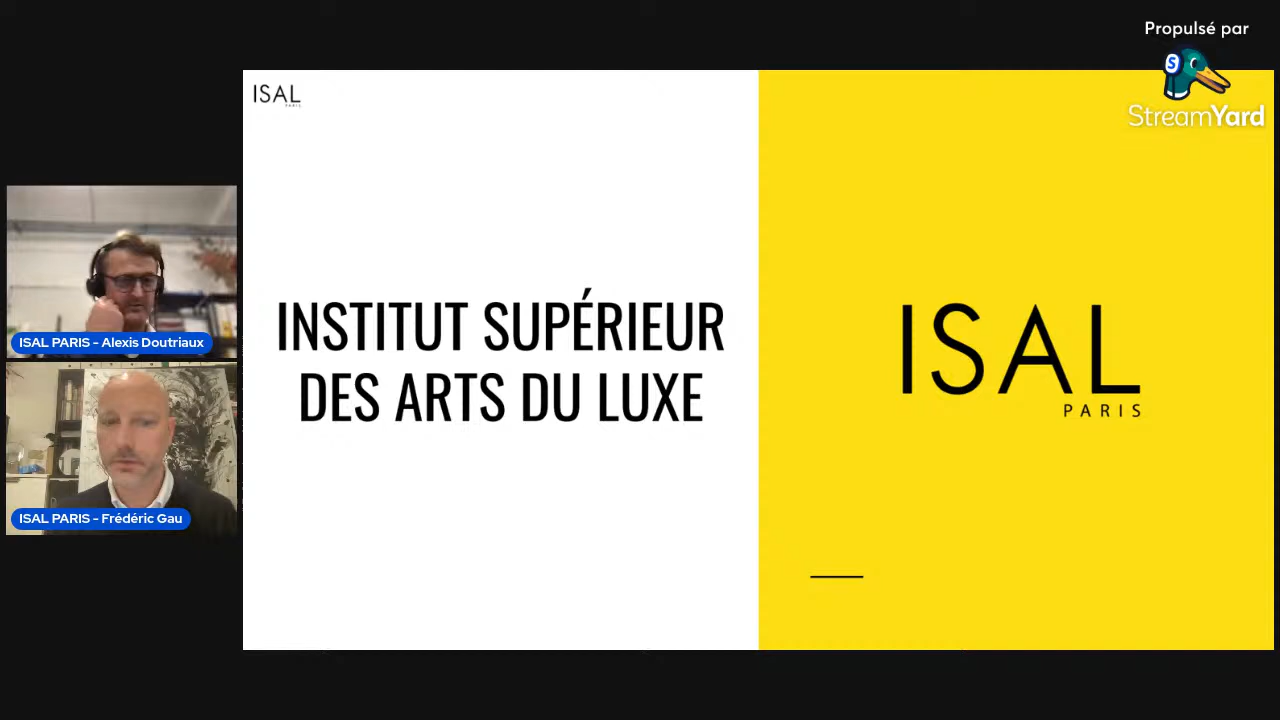 Propulsé par
StreamYard
ISAL
PARIS
INSTITUT SUPÉRIEUR
DES ARTS DU LUXE
ISAL
PARIS
ISAL PARIS - Alexis Doutriaux
ISAL PARIS - Frédéric Gau